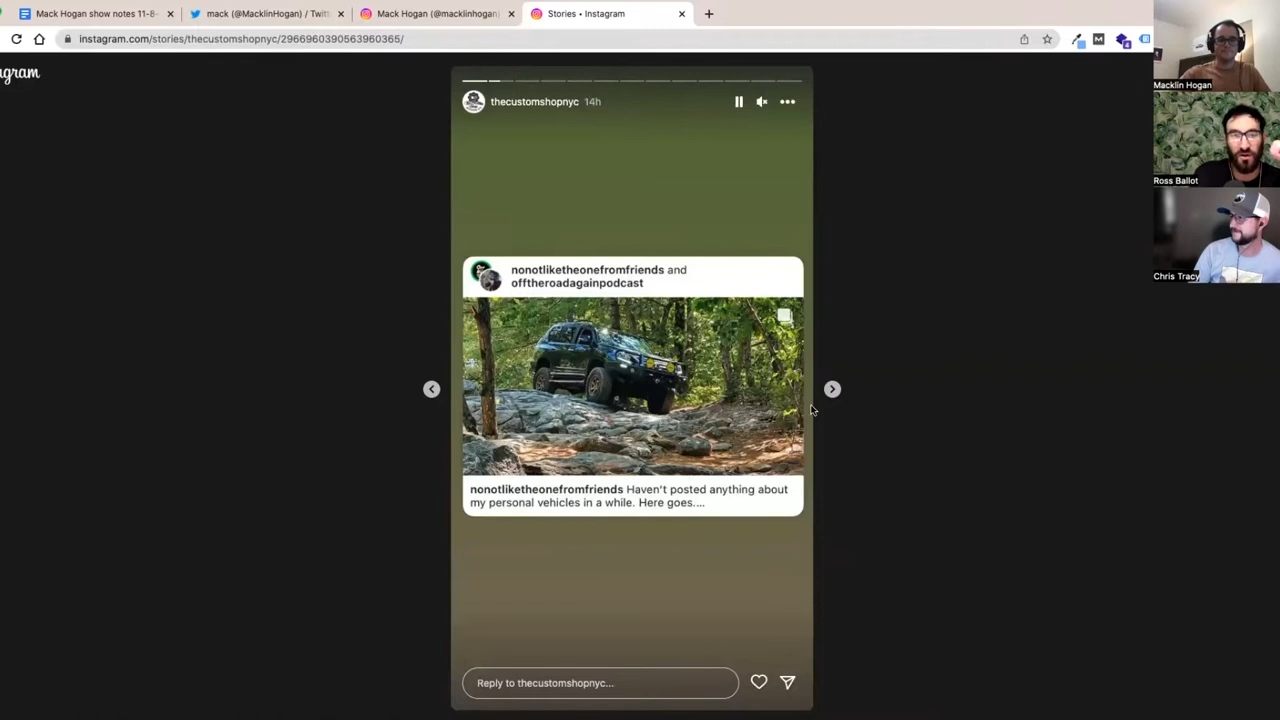 Mack Hogan show notes 11-8-
mack (@MacklinHogan) / Twitt
Mack Hogan (@macklinhogan)
Stories • Instagram
instagram.com/stories/thecustomshopnyc/2966960390563960365/
agram
thecustomshopnyc 14h
nonotliketheonefromfriends and
offtheroadagainpodcast
nonotliketheonefromfriends Haven't posted anything about
my personal vehicles in a while. Here goes....
Reply to thecustomshopnyc...
Macklin Hogan
Ross Ballot
Chris Tracy